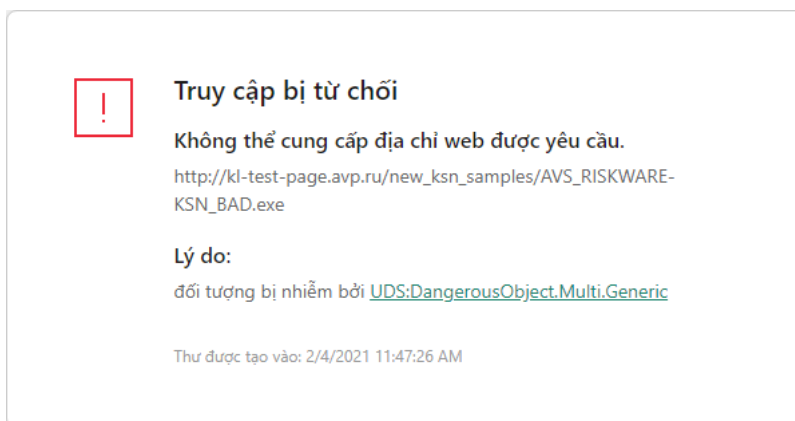 !
Truy cập bị từ chối
Không thể cung cấp địa chỉ web được yêu cầu.
http://kl-test-page.avp.ru/new_ksn_samples/AVS_RISKWARE-
KSN_BAD.exe
Lý do:
đối tượng bị nhiễm bởi UDS:DangerousObject.Multi.Generic
Thư được tạo vào: 2/4/2021 11:47:26 AM